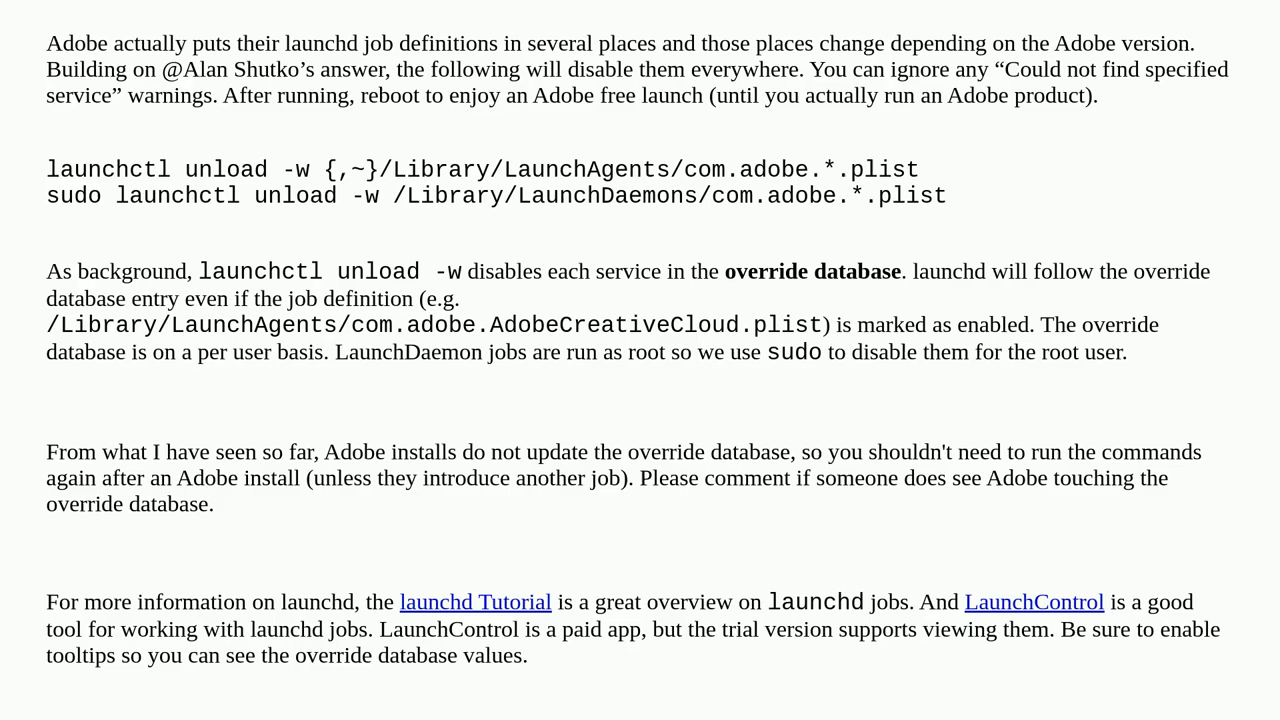 Adobe actually puts their launchd job definitions in several places and those places change depending on the Adobe version.
Building on @Alan Shutko’s answer, the following will disable them everywhere. You can ignore any “Could not find specified
service” warnings. After running, reboot to enjoy an Adobe free launch (until you actually run an Adobe product).
launchctl unload -w {,~}/Library/LaunchAgents/com.adobe.*.plist
sudo launchctl unload -w /Library/LaunchDaemons/com.adobe.*.plist
As background, launchctl unload -w disables each service in the override database. launchd will follow the override
database entry even if the job definition (e.g.
/Library/LaunchAgents/com.adobe.AdobeCreativeCloud.plist) is marked as enabled. The override
database is on a per user basis. LaunchDaemon jobs are run as root so we use sudo to disable them for the root user.
From what I have seen so far, Adobe installs do not update the override database, so you shouldn't need to run the commands
again after an Adobe install (unless they introduce another job). Please comment if someone does see Adobe touching the
override database.
For more information on launchd, the launchd Tutorial is a great overview on launchd jobs. And LaunchControl is a good
tool for working with launchd jobs. LaunchControl is a paid app, but the trial version supports viewing them. Be sure to enable
tooltips so you can see the override database values.